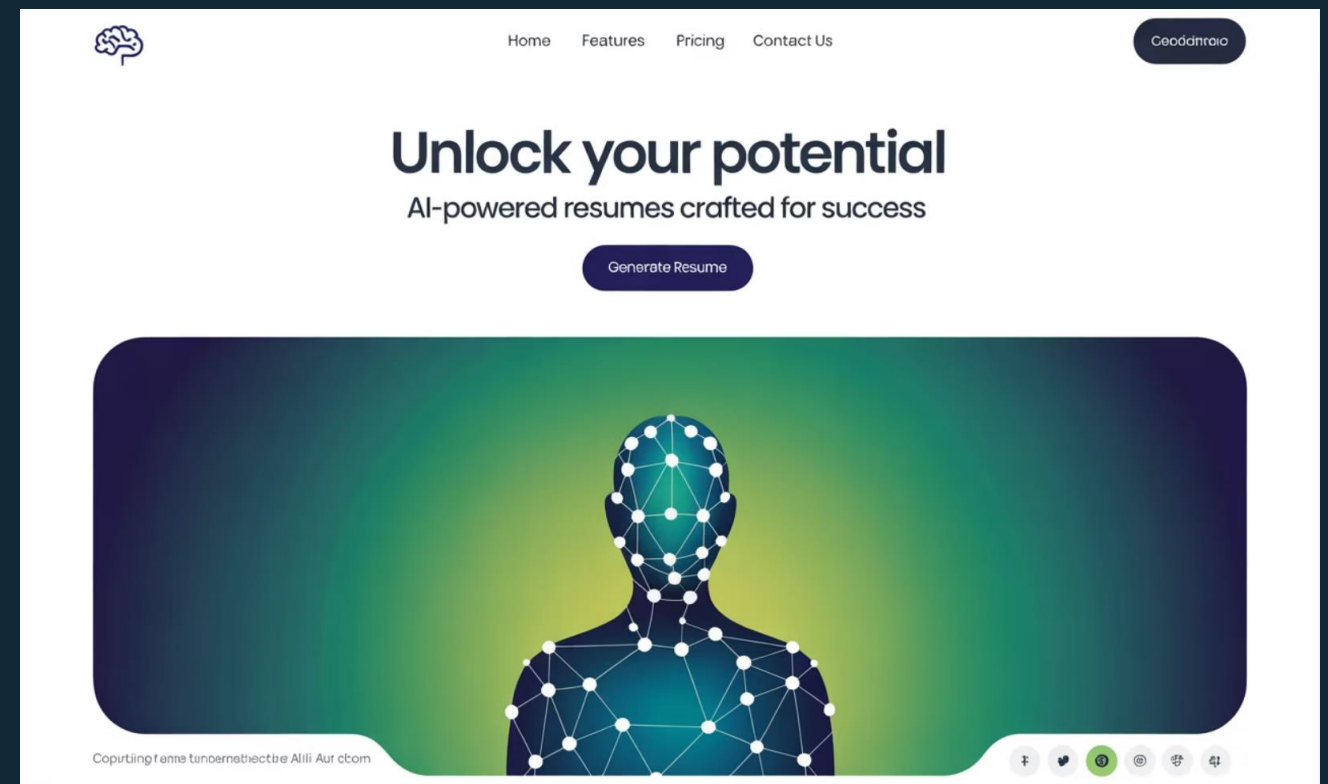 Home Features Pricing Contact Us
Unlock your potential
AI-powered resumes crafted for success
Generate Resume